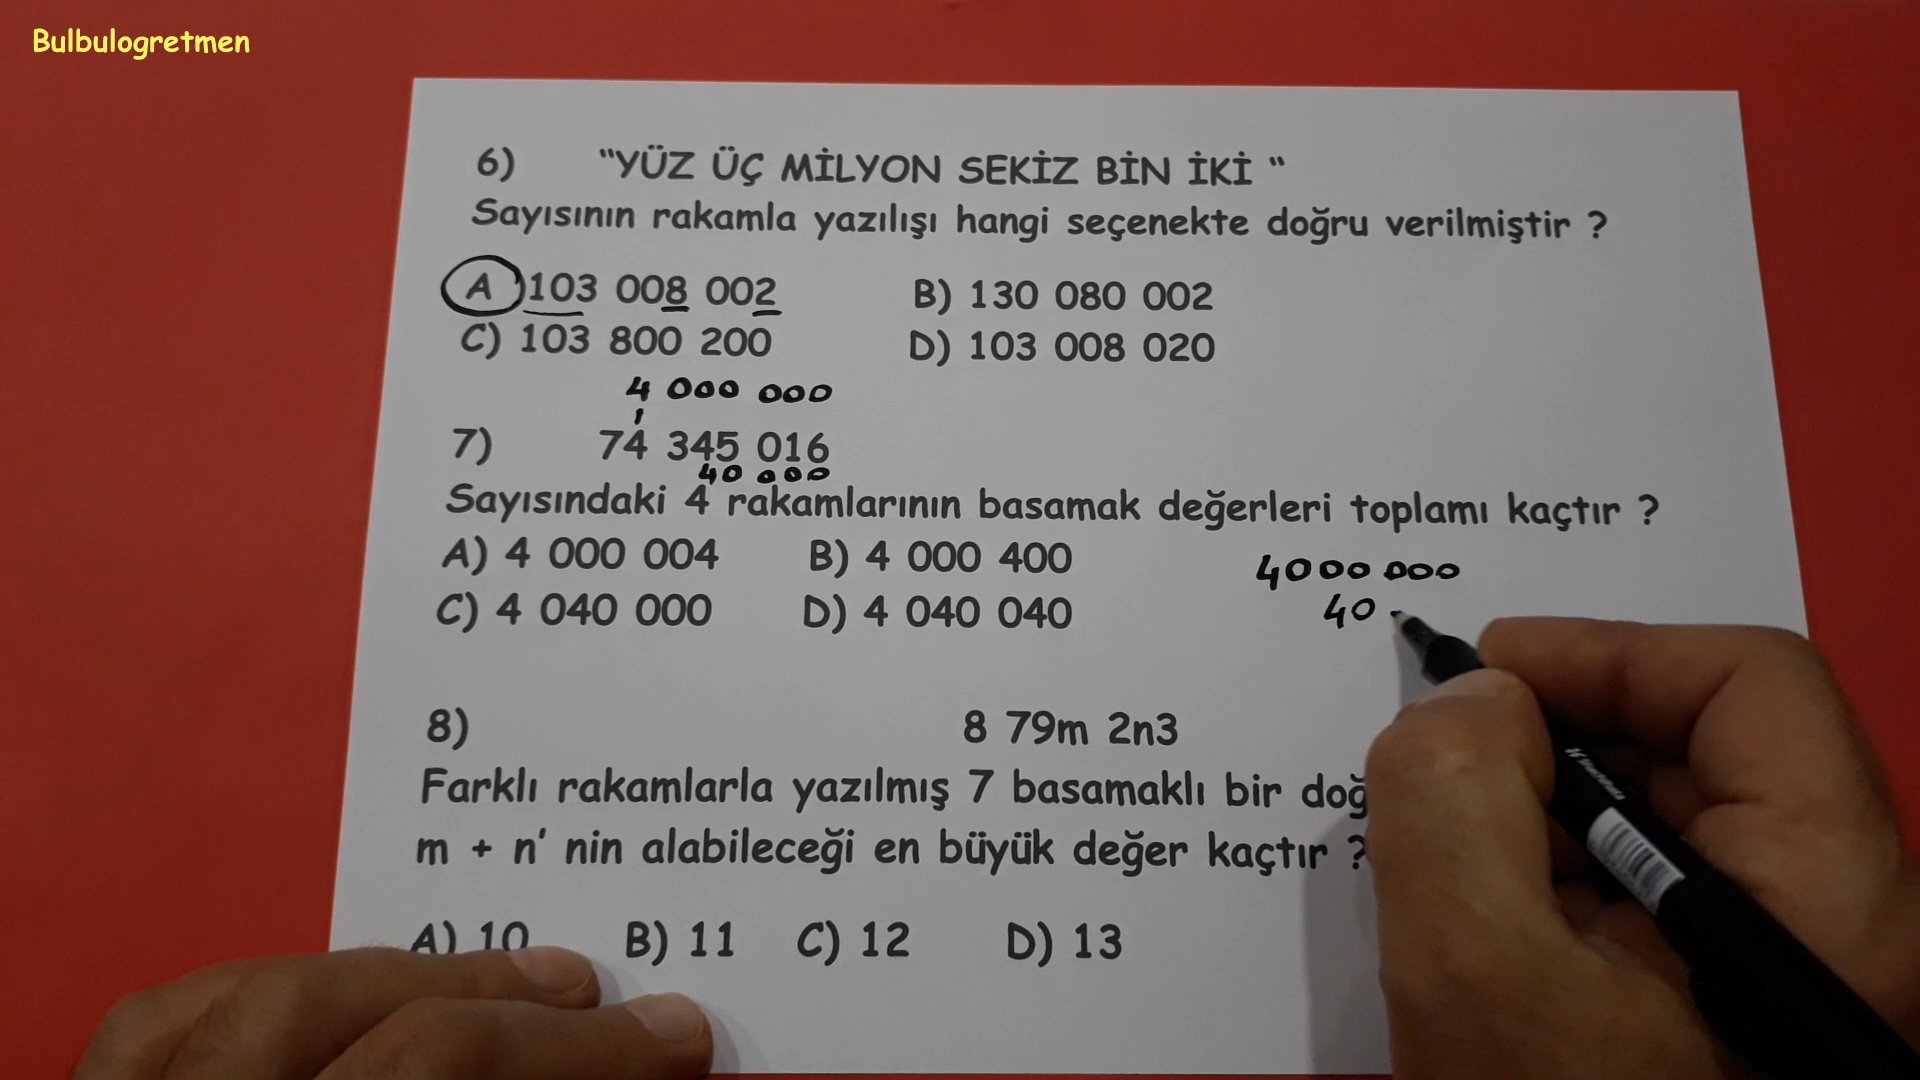 Bulbulogretmen
6) "YÜZ ÜÇ MİLYON SEKİZ BİN İKİ "
Sayısının rakamla yazılışı hangi seçenekte doğru verilmiştir ?
A) 103 008 002 B) 130 080 002
C) 103 800 200 D) 103 008 020
4 000 000
7) 74 345 016
40 000
Sayısındaki 4 rakamlarının basamak değerleri toplamı kaçtır ?
A) 4 000 004 B) 4 000 400
4000 000
C) 4 040 000 D) 4 040 040
40
8) 8 79m 2n3
Farklı rakamlarla yazılmış 7 basamaklı bir doğ
m + n' nin alabileceği en büyük değer kaçtır ?
A) 10 B) 11 C) 12 D) 13